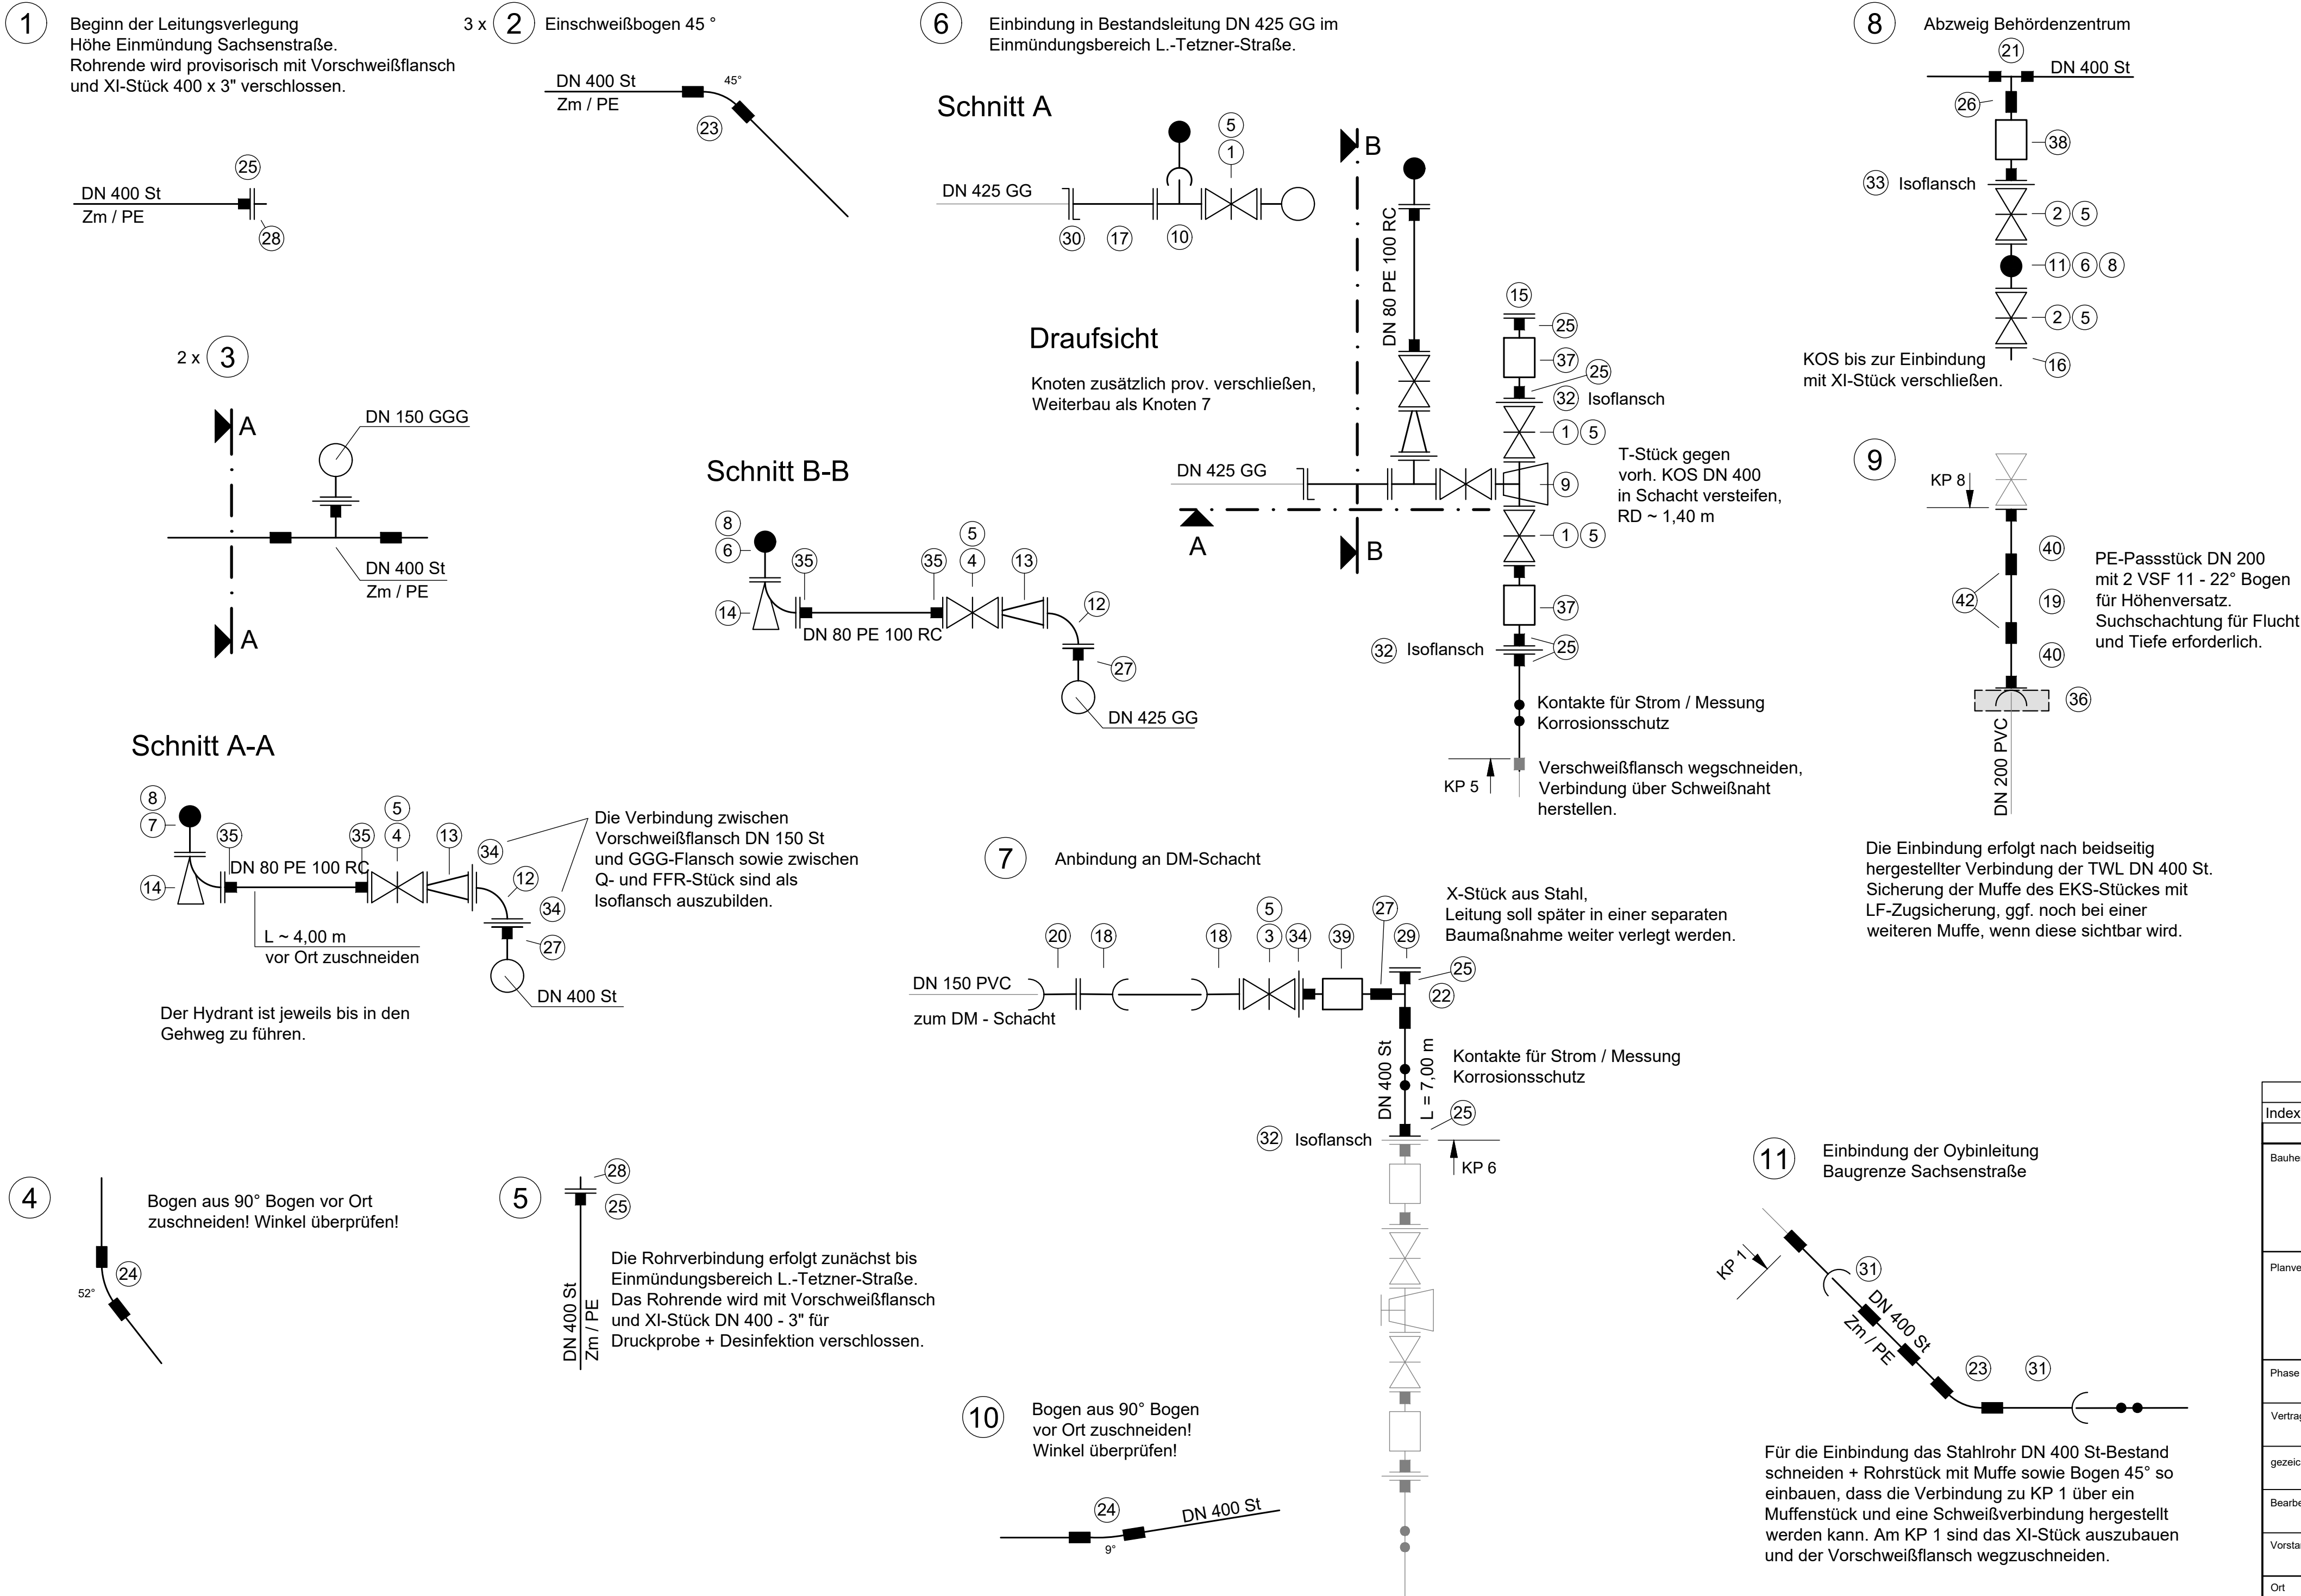 1
Beginn der Leitungsverlegung
Höhe Einmündung Sachsenstraße.
Rohrende wird provisorisch mit Vorschweißflansch
und XI-Stück 400 x 3" verschlossen.
25
DN 400 St
Zm / PE
28
3 x 2 Einschweißbogen 45 °
DN 400 St
Zm / PE
45°
23
2 x 3
A
DN 150 GGG
DN 400 St
Zm / PE
A
Schnitt A-A
8
7
35
35
5
4
13
34
14
DN 80 PE 100 RC
12
34
27
L ~ 4,00 m
vor Ort zuschneiden
DN 400 St
Die Verbindung zwischen
Vorschweißflansch DN 150 St
und GGG-Flansch sowie zwischen
Q- und FFR-Stück sind als
Isoflansch auszubilden.
Der Hydrant ist jeweils bis in den
Gehweg zu führen.
4
Bogen aus 90° Bogen vor Ort
zuschneiden! Winkel überprüfen!
24
52°
5
28
25
DN 400 St
Zm / PE
Die Rohrverbindung erfolgt zunächst bis
Einmündungsbereich L.-Tetzner-Straße.
Das Rohrende wird mit Vorschweißflansch
und XI-Stück DN 400 - 3" für
Druckprobe + Desinfektion verschlossen.
6
Einbindung in Bestandsleitung DN 425 GG im
Einmündungsbereich L.-Tetzner-Straße.
Schnitt A
5
1
DN 425 GG
30
17
10
Draufsicht
Knoten zusätzlich prov. verschließen,
Weiterbau als Knoten 7
B
DN 80 PE 100 RC
15
25
37
25
32 Isoflansch
1 5
DN 425 GG
9
T-Stück gegen
vorh. KOS DN 400
in Schacht versteifen,
RD ~ 1,40 m
A
B
1 5
37
32 Isoflansch
25
Kontakte für Strom / Messung
Korrosionsschutz
KP 5
Verschweißflansch wegschneiden,
Verbindung über Schweißnaht
herstellen.
Schnitt B-B
8
6
35
35
5
4
13
14
DN 80 PE 100 RC
12
27
DN 425 GG
7
Anbindung an DM-Schacht
X-Stück aus Stahl,
Leitung soll später in einer separaten
Baumaßnahme weiter verlegt werden.
20
18
18
5
3
34
39
27
29
25
22
DN 150 PVC
zum DM - Schacht
DN 400 St
L = 7,00 m
Kontakte für Strom / Messung
Korrosionsschutz
25
32 Isoflansch
KP 6
8
Abzweig Behördenzentrum
21
DN 400 St
26
38
33 Isoflansch
2 5
11 6 8
2 5
16
KOS bis zur Einbindung
mit XI-Stück verschließen.
9
KP 8
40
42
19
40
36
DN 200 PVC
PE-Passstück DN 200
mit 2 VSF 11 - 22° Bogen
für Höhenversatz.
Suchschachtung für Flucht
und Tiefe erforderlich.
Die Einbindung erfolgt nach beidseitig
hergestellter Verbindung der TWL DN 400 St.
Sicherung der Muffe des EKS-Stückes mit
LF-Zugsicherung, ggf. noch bei einer
weiteren Muffe, wenn diese sichtbar wird.
10
Bogen aus 90° Bogen
vor Ort zuschneiden!
Winkel überprüfen!
24
9°
DN 400 St
11
Einbindung der Oybinleitung
Baugrenze Sachsenstraße
KP 1
31
DN 400 St
Zm / PE
23
31
Für die Einbindung das Stahlrohr DN 400 St-Bestand
schneiden + Rohrstück mit Muffe sowie Bogen 45° so
einbauen, dass die Verbindung zu KP 1 über ein
Muffenstück und eine Schweißverbindung hergestellt
werden kann. Am KP 1 sind das XI-Stück auszubauen
und der Vorschweißflansch wegzuschneiden.
Index
Phase
Ort